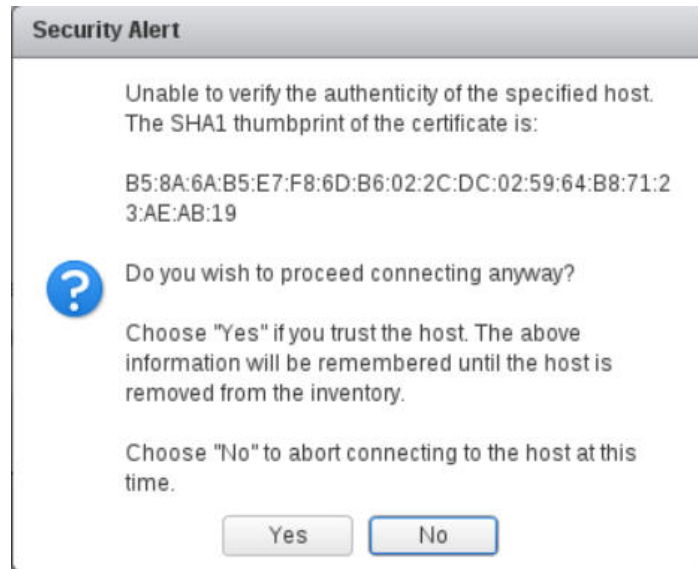 Security Alert
Unable to verify the authenticity of the specified host.
The SHA1 thumbprint of the certificate is:
B5:8A:6A:B5:E7:F8:6D:B6:02:2C:DC:02:59:64:B8:71:2
3:AE:AB:19
Do you wish to proceed connecting anyway?
Choose "Yes" if you trust the host. The above
information will be remembered until the host is
removed from the inventory.
Choose "No" to abort connecting to the host at this
time.
Yes No